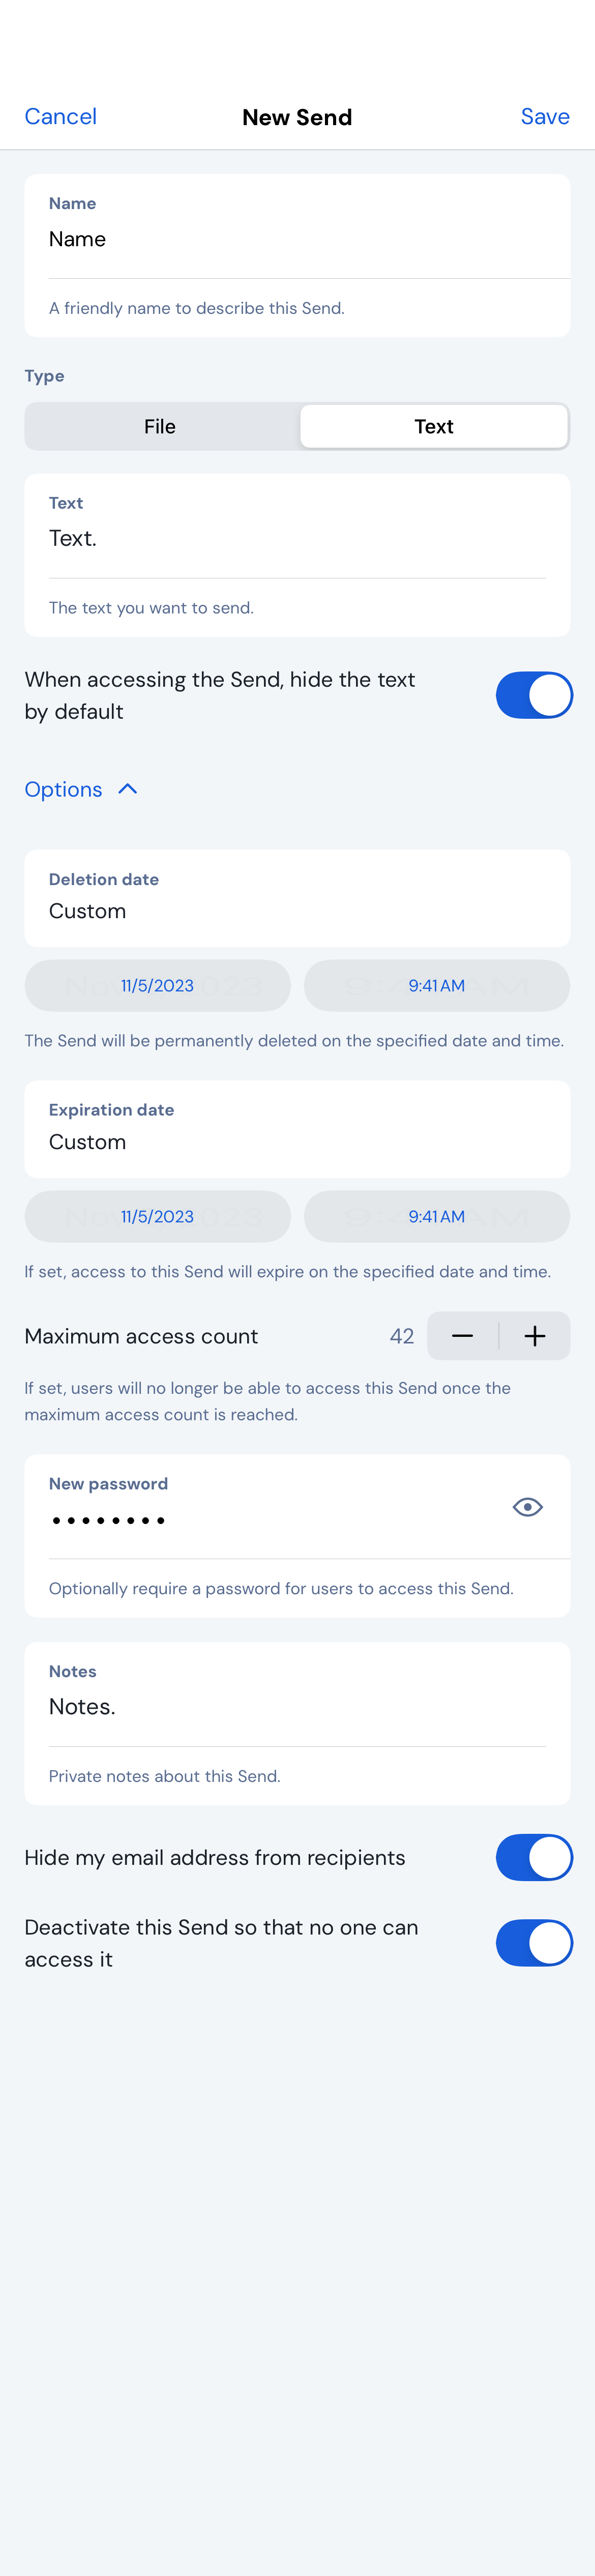 Cancel New Send Save
Name
Name
A friendly name to describe this Send.
Type
File Text
Text
Text.
The text you want to send.
When accessing the Send, hide the text
by default
Options
Deletion date
Custom
11/5/2023 9:41 AM
The Send will be permanently deleted on the specified date and time.
Expiration date
Custom
11/5/2023 9:41 AM
If set, access to this Send will expire on the specified date and time.
Maximum access count 42
If set, users will no longer be able to access this Send once the
maximum access count is reached.
New password
••••••••
Optionally require a password for users to access this Send.
Notes
Notes.
Private notes about this Send.
Hide my email address from recipients
Deactivate this Send so that no one can
access it